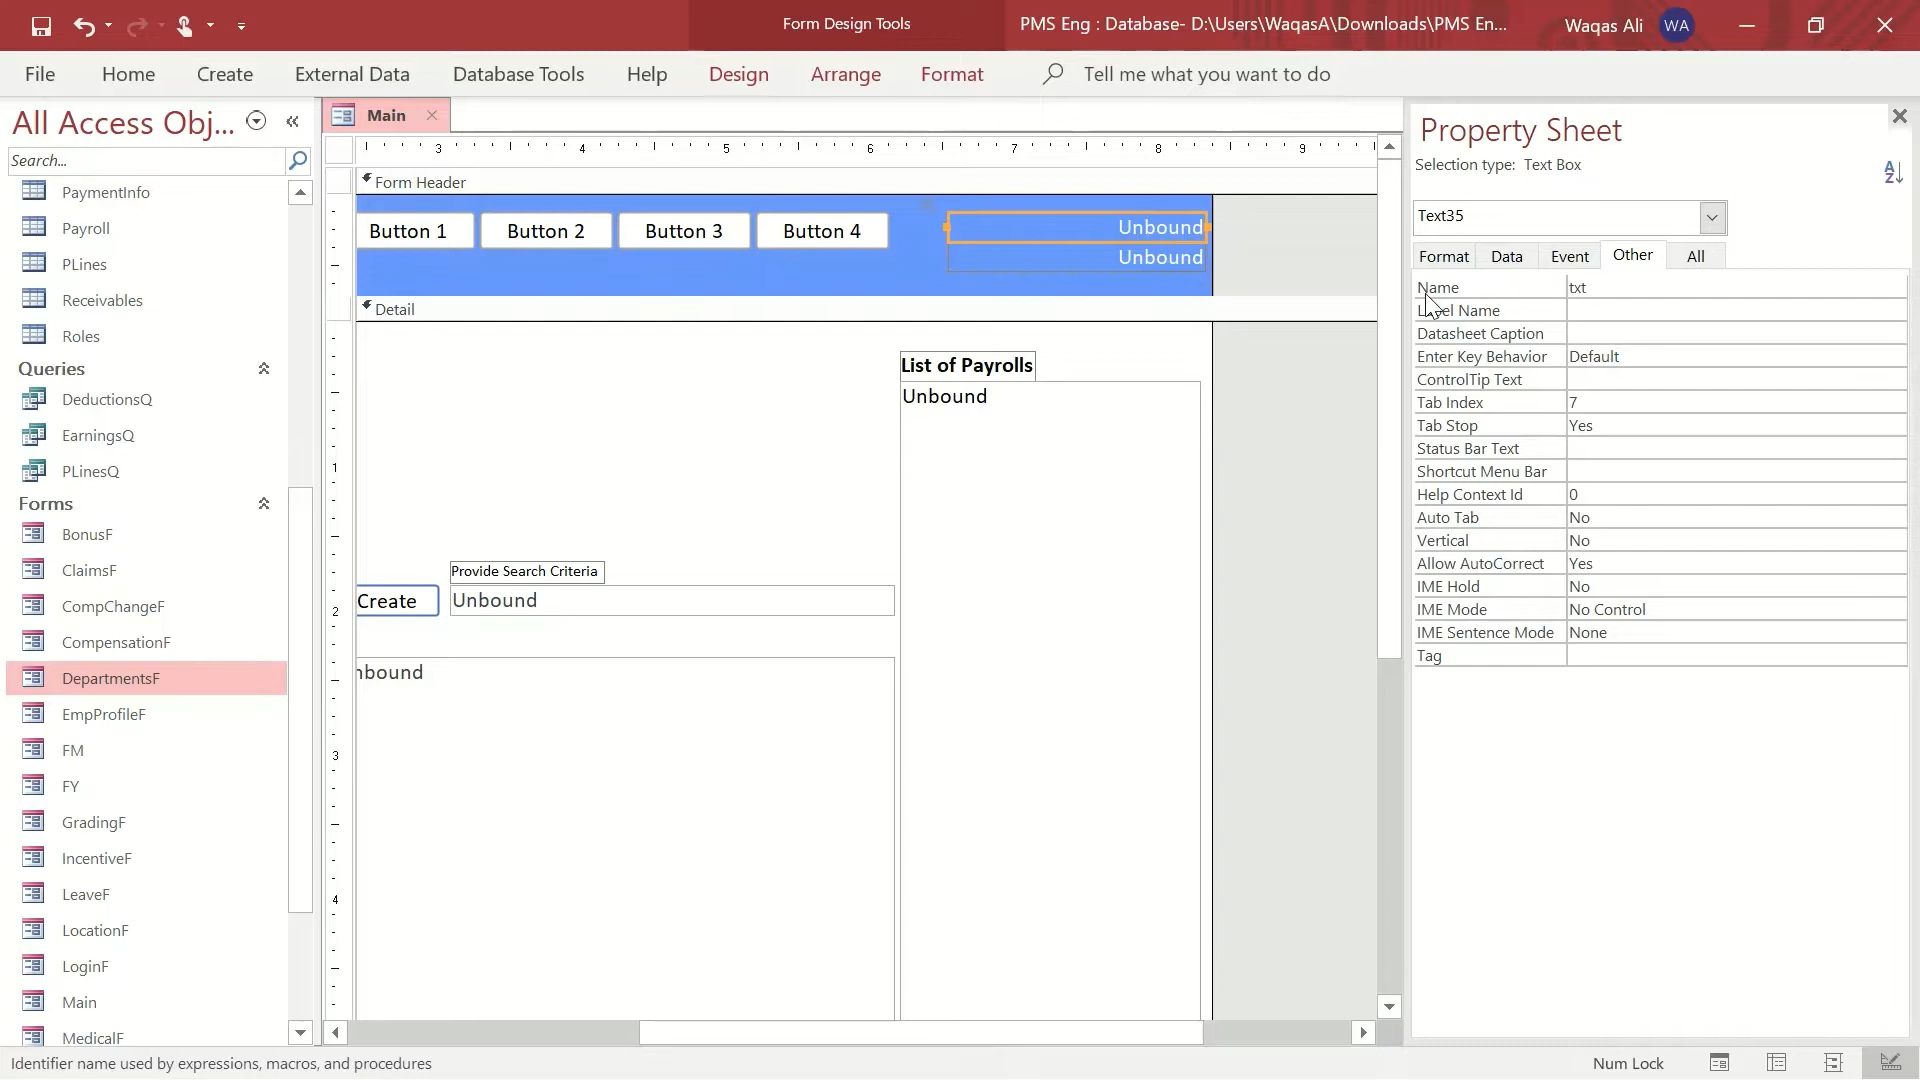 Form Design Tools
PMS Eng : Database- D:\Users\WaqasA\Downloads\PMS En...
Waqas Ali
WA
File
Home
Create
External Data
Database Tools
Help
Design
Arrange
Format
Tell me what you want to do
All Access Obj...
Search...
PaymentInfo
Payroll
PLines
Receivables
Roles
Queries
DeductionsQ
EarningsQ
PLinesQ
Forms
BonusF
ClaimsF
CompChangeF
CompensationF
DepartmentsF
EmpProfileF
FM
FY
GradingF
IncentiveF
LeaveF
LocationF
LoginF
Main
MedicalF
Main
3 4 5 6 7 8 9
Form Header
Button 1
Button 2
Button 3
Button 4
Unbound
Unbound
Detail
1
2
3
4
List of Payrolls
Unbound
Provide Search Criteria
Create
Unbound
nbound
Property Sheet
Selection type: Text Box
AZ
Text35
Format
Data
Event
Other
All
Name txt
Name
Datasheet Caption
Enter Key Behavior Default
ControlTip Text
Tab Index 7
Tab Stop Yes
Status Bar Text
Shortcut Menu Bar
Help Context Id 0
Auto Tab No
Vertical No
Allow AutoCorrect Yes
IME Hold No
IME Mode No Control
IME Sentence Mode None
Tag
Identifier name used by expressions, macros, and procedures
Num Lock